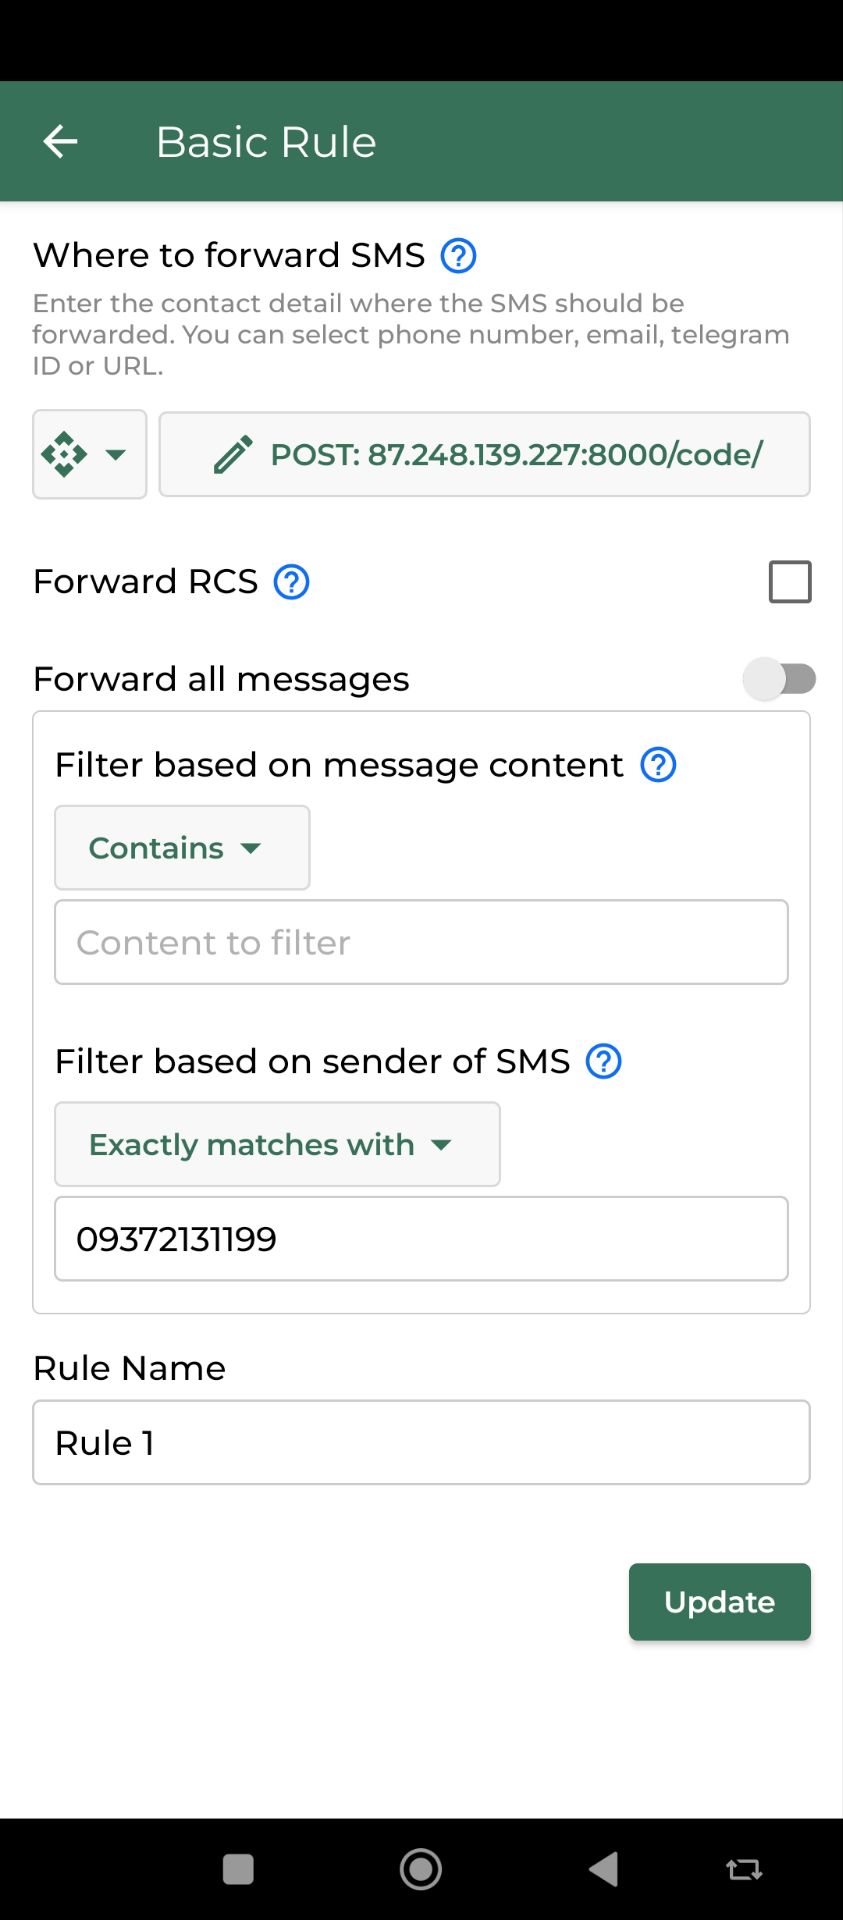 Basic Rule
Where to forward SMS
Enter the contact detail where the SMS should be
forwarded. You can select phone number, email, telegram
ID or URL.
POST: 87.248.139.227:8000/code/
Forward RCS
Forward all messages
Filter based on message content
Contains
Content to filter
Filter based on sender of SMS
Exactly matches with
09372131199
Rule Name
Rule 1
Update